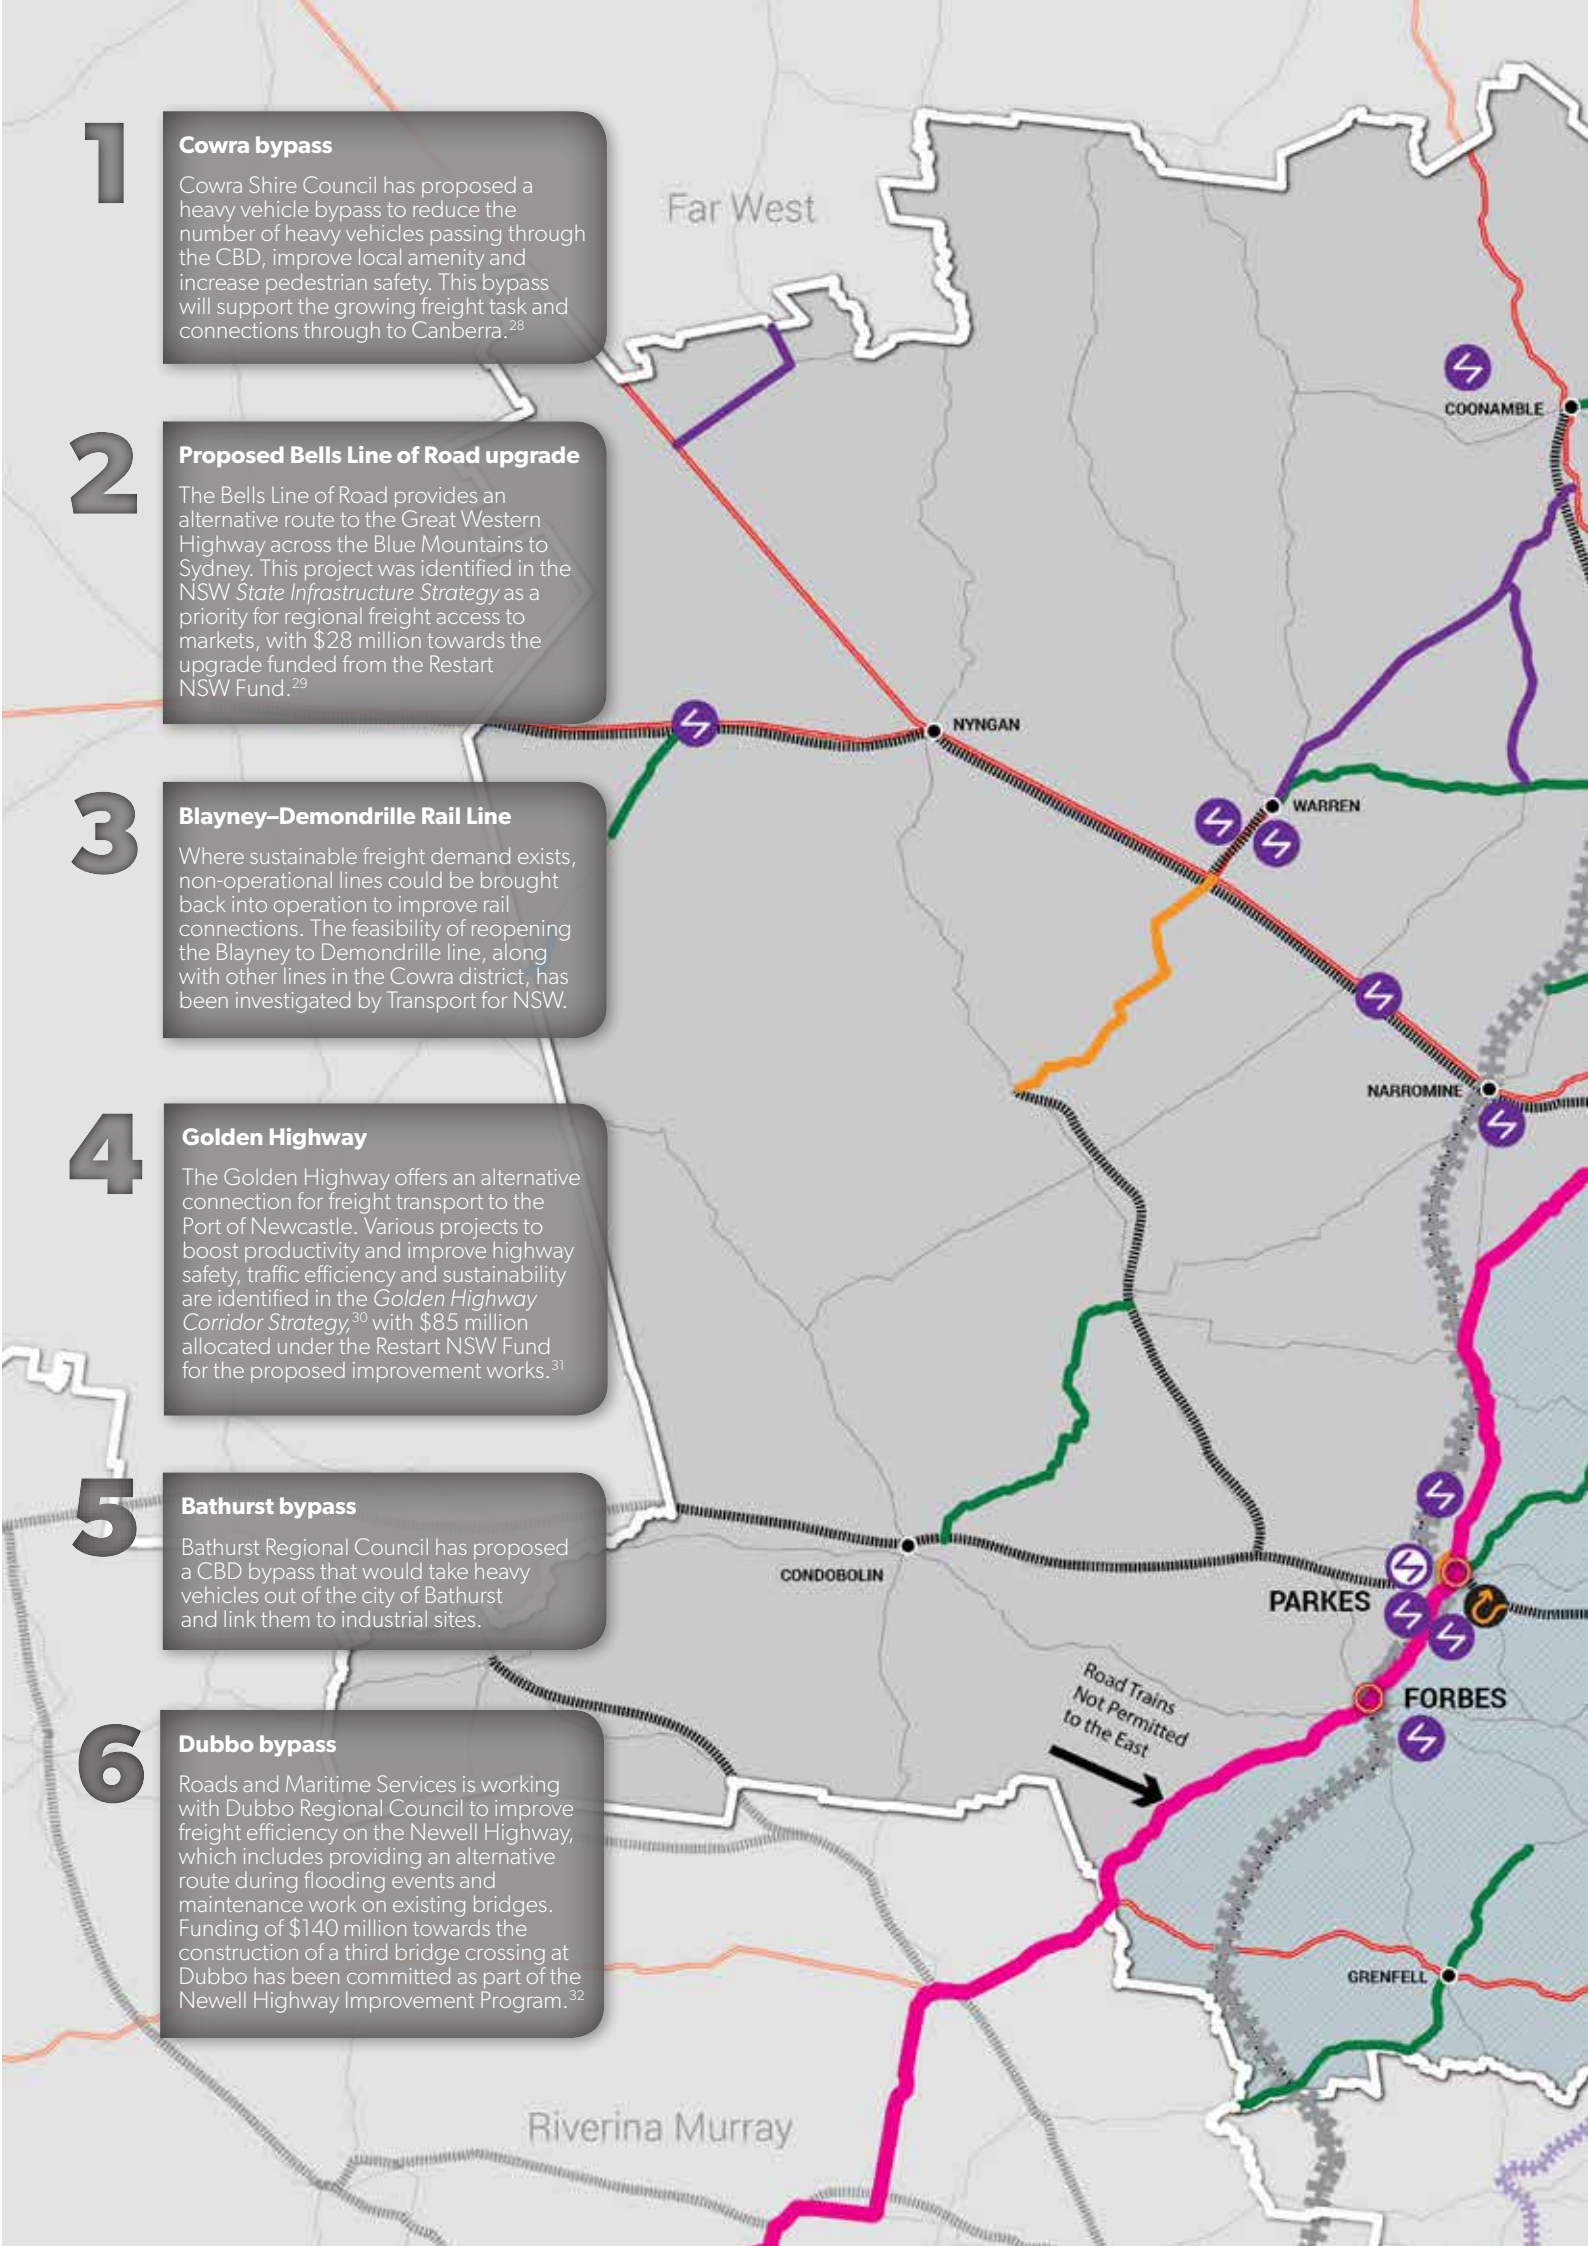 1
Cowra bypass
Cowra Shire Council has proposed a
heavy vehicle bypass to reduce the
number of heavy vehicles passing through
the CBD, improve local amenity and
increase pedestrian safety. This bypass
will support the growing freight task and
connections through to Canberra.28
2
Proposed Bells Line of Road upgrade
The Bells Line of Road provides an
alternative route to the Great Western
Highway across the Blue Mountains to
Sydney. This project was identified in the
NSW State Infrastructure Strategy as a
priority for regional freight access to
markets, with $28 million towards the
upgrade funded from the Restart
NSW Fund.29
3
Blayney–Demondrille Rail Line
Where sustainable freight demand exists,
non-operational lines could be brought
back into operation to improve rail
connections. The feasibility of reopening
the Blayney to Demondrille line, along
with other lines in the Cowra district, has
been investigated by Transport for NSW.
4
Golden Highway
The Golden Highway offers an alternative
connection for freight transport to the
Port of Newcastle. Various projects to
boost productivity and improve highway
safety, traffic efficiency and sustainability
are identified in the Golden Highway
Corridor Strategy,30 with $85 million
allocated under the Restart NSW Fund
for the proposed improvement works.31
5
Bathurst bypass
Bathurst Regional Council has proposed
a CBD bypass that would take heavy
vehicles out of the city of Bathurst
and link them to industrial sites.
6
Dubbo bypass
Roads and Maritime Services is working
with Dubbo Regional Council to improve
freight efficiency on the Newell Highway,
which includes providing an alternative
route during flooding events and
maintenance work on existing bridges.
Funding of $140 million towards the
construction of a third bridge crossing at
Dubbo has been committed as part of the
Newell Highway Improvement Program.32
Far West
COONAMBLE
NYNGAN
WARREN
NARROMINE
CONDOBOLIN
PARKES
FORBES
Road Trains
Not Permitted
to the East
GRENFELL
Riverina Murray